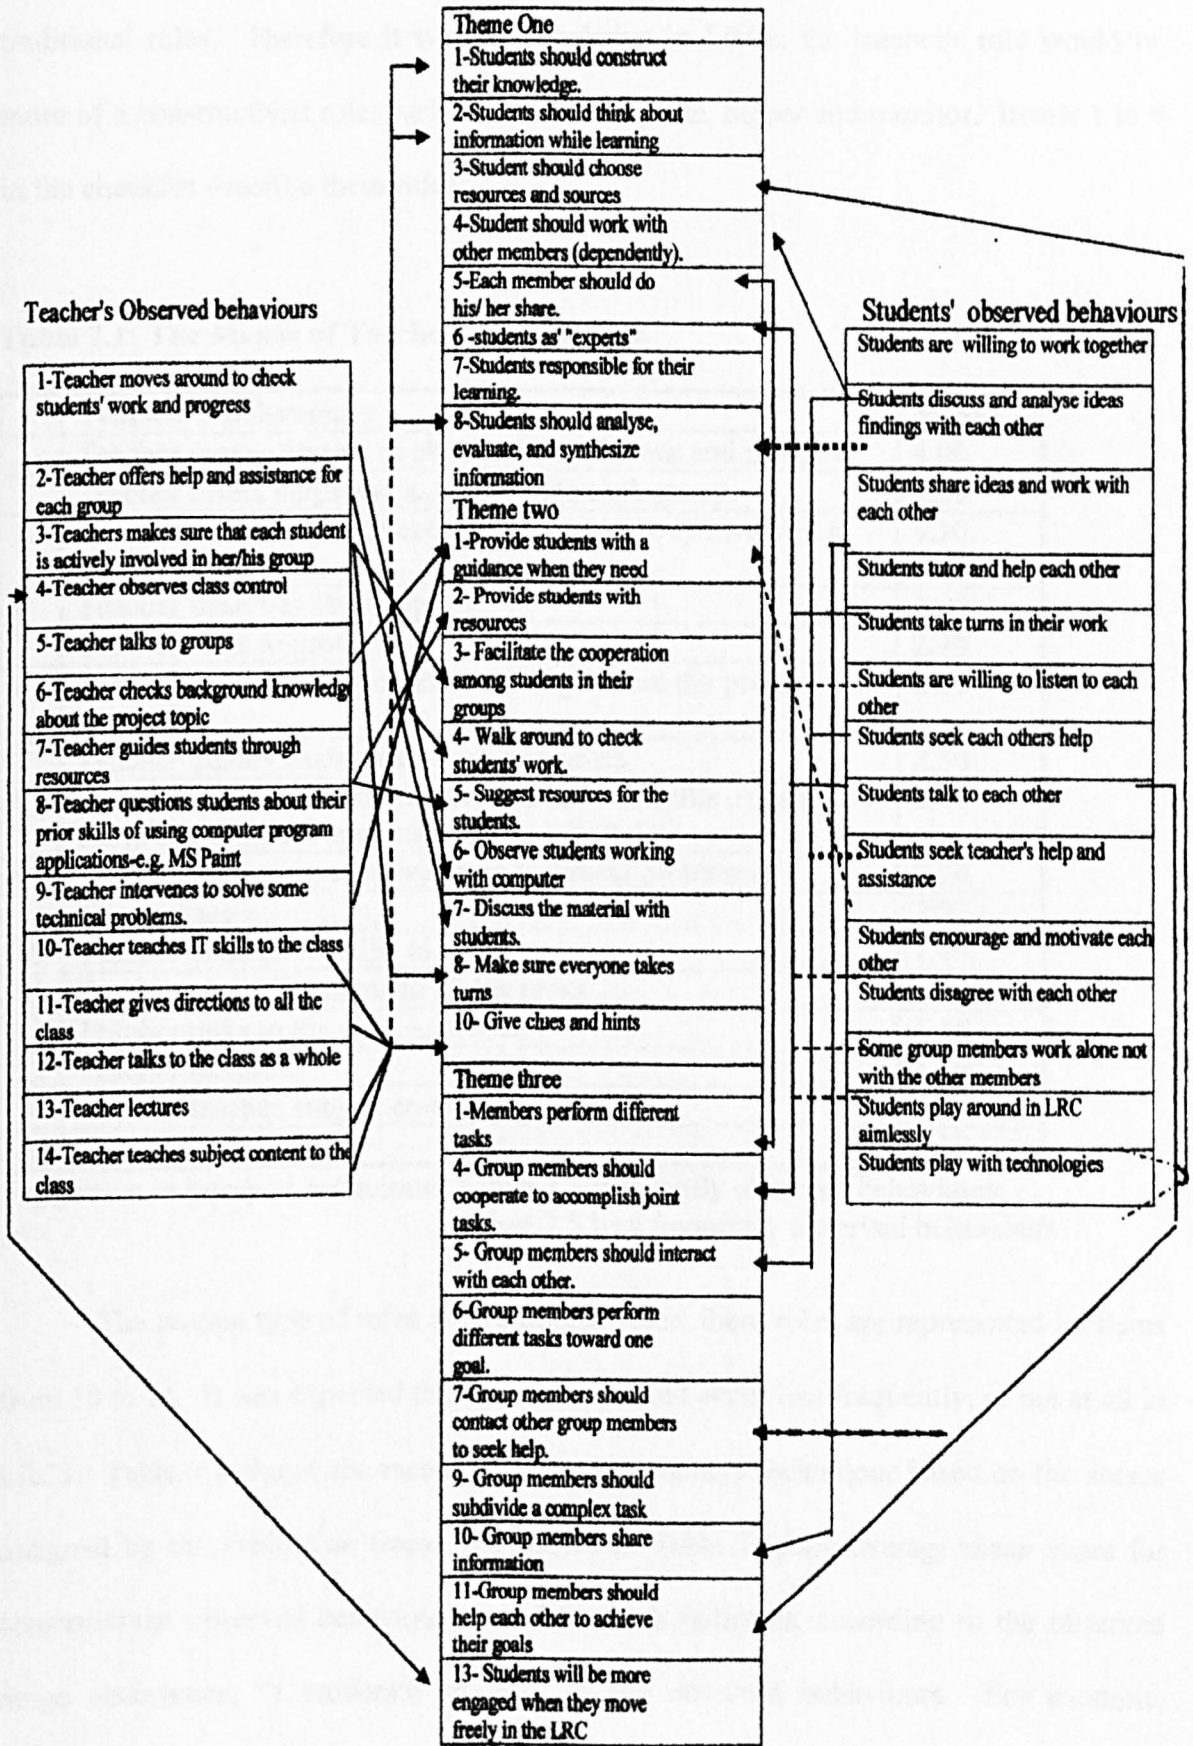 Theme One
1-Students should construct
their knowledge.
2-Students should think about
information while learning
3-Student should choose
resources and sources
4-Student should work with
other members (dependently).
5-Each member should do
his/ her share.
6 -students as" "experts"
7-Students responsible for their
learning.
8-Students should analyse,
evaluate, and synthesize
information
Theme two
1-Provide students with a
guidance when they need
2- Provide students with
resources
3- Facilitate the cooperation
among students in their
groups
4- Walk around to check
students' work.
5- Suggest resources for the
students.
6- Observe students working
with computer
7- Discuss the material with
students.
8- Make sure everyone takes
turns
10- Give clues and hints
Theme three
1-Members perform different
tasks
4- Group members should
cooperate to accomplish joint
tasks.
5- Group members should interact
with each other.
6-Group members perform
different tasks toward one
goal.
7-Group members should
contact other group members
to seek help.
9- Group members should
subdivide a complex task
10- Group members share
information
11-Group members should
help each other to achieve
their goals
13- Students will be more
engaged when they move
freely in the LRC
Teacher's Observed behaviours
1-Teacher moves around to check
students' work and progress
2-Teacher offers help and assistance for
each group
3-Teachers makes sure that each student
is actively involved in her/his group
4-Teacher observes class control
5-Teacher talks to groups
6-Teacher checks background knowledg
about the project topic
7-Teacher guides students through
resources
8-Teacher questions students about their
prior skills of using computer program
applications-e.g. MS Paint
9-Teacher intervenes to solve some
technical problems.
10-Teacher teaches IT skills to the class
11-Teacher gives directions to all the
class
12-Teacher talks to the class as a whole
13-Teacher lectures
14-Teacher teaches subject content to the
class
Students' observed behaviours
Students are willing to work together
Students discuss and analyse ideas
findings with each other
Students share ideas and work with
each other
Students tutor and help each other
Students take turns in their work
Students are willing to listen to each
other
Students seek each others help
Students talk to each other
Students seek teacher's help and
assistance
Students encourage and motivate each
other
Students disagree with each other
Some group members work alone not
with the other members
Students play around in LRC
aimlessly
Students play with technologies